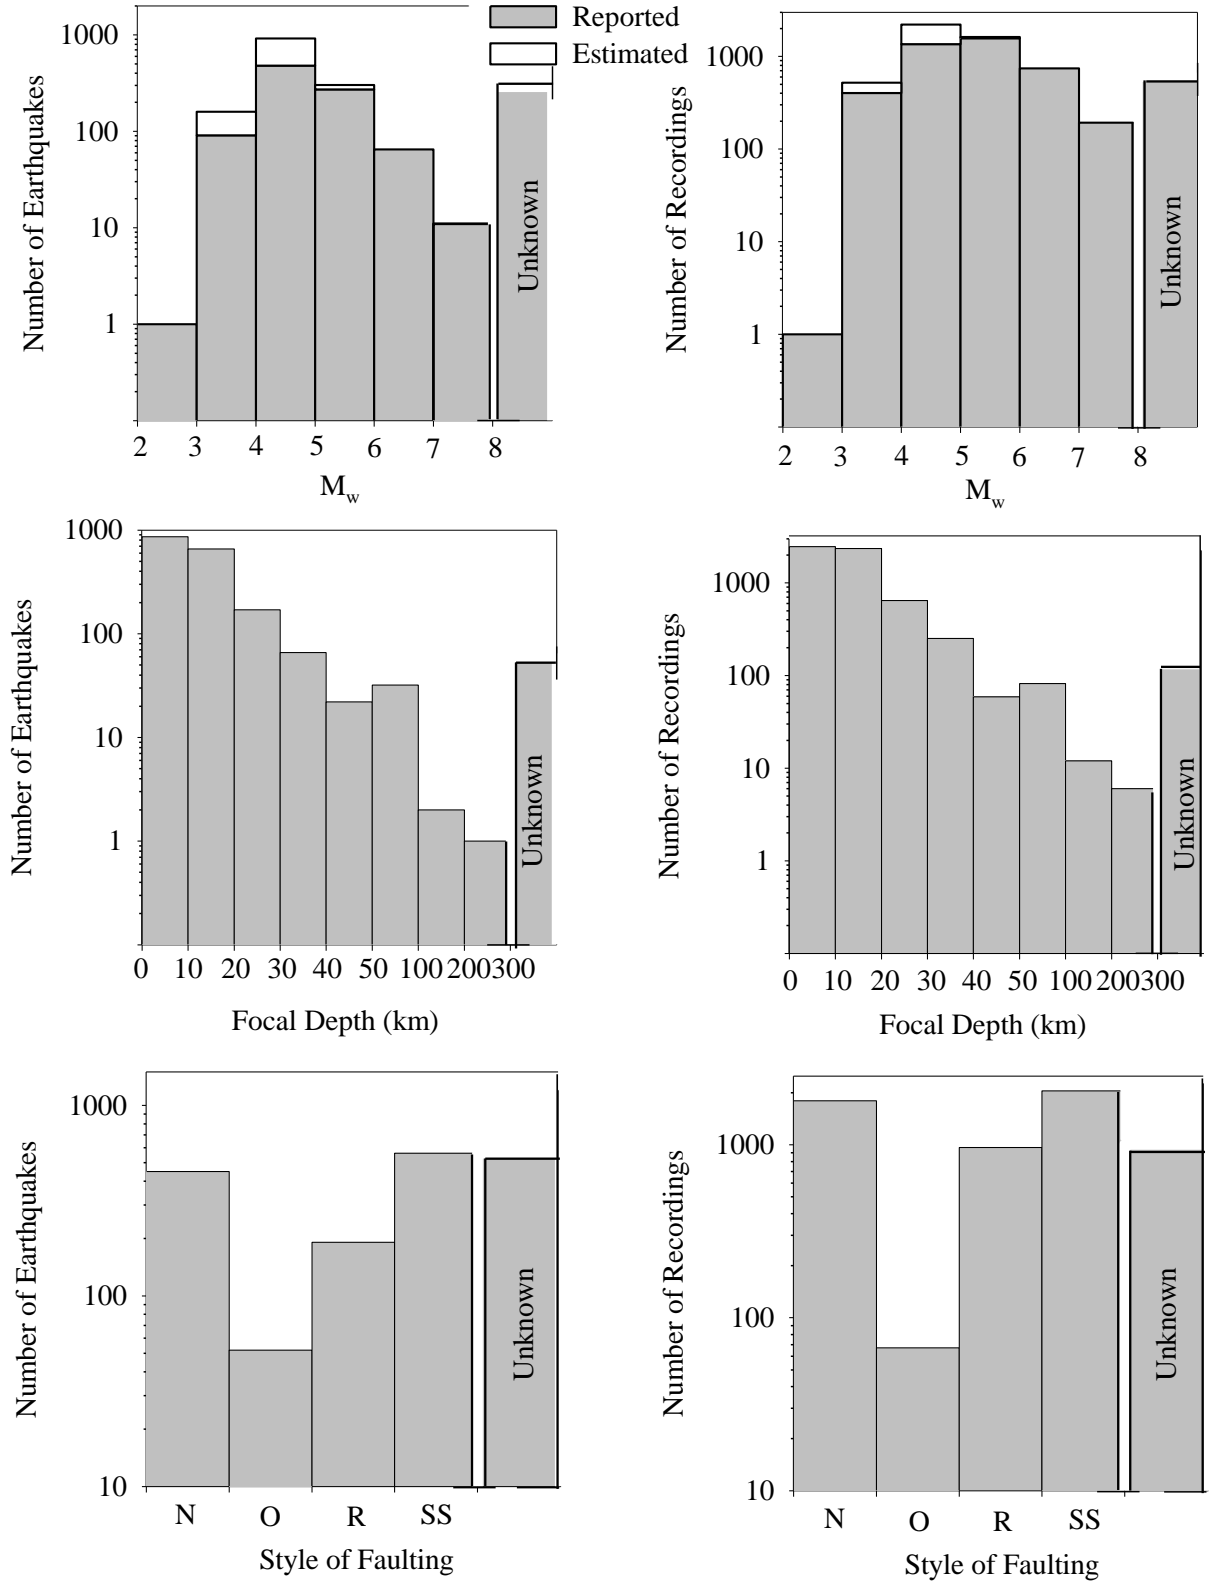 Reported
Estimated
Number of Earthquakes
1000
100
10
1
Unknown
2 3 4 5 6 7 8
Mw
Number of Recordings
1000
100
10
1
Unknown
2 3 4 5 6 7 8
Mw
Number of Earthquakes
1000
100
10
1
Unknown
0 10 20 30 40 50 100 200 300
Focal Depth (km)
Number of Recordings
1000
100
10
1
Unknown
0 10 20 30 40 50 100 200 300
Focal Depth (km)
Number of Earthquakes
1000
100
10
Unknown
N O R SS
Style of Faulting
Number of Recordings
1000
100
10
Unknown
N O R SS
Style of Faulting